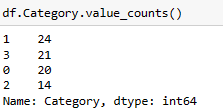 df.Category.value_counts()
1    24
3    21
0    20
2    14
Name: Category, dtype: int64